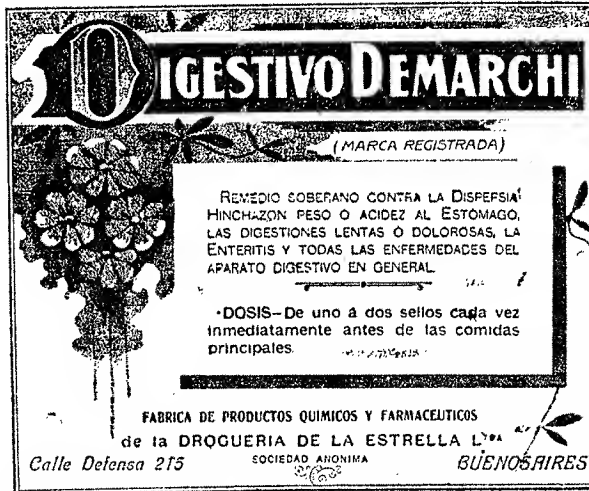 DIGESTIVO DEMARCHI
(MARCA REGISTRADA)
REMEDIO SOBERANO CONTRA LA DISPEPSIA
HINCHAZON PESO O ACIDEZ AL ESTOMAGO,
LAS DIGESTIONES LENTAS O DOLOROSAS, LA
ENTERITIS Y TODAS LAS ENFERMEDADES DEL
APARATO DIGESTIVO EN GENERAL
DOSIS-De uno á dos sellos cada vez
inmediatamente antes de las comidas
principales.
FABRICA DE PRODUCTOS QUIMICOS Y FARMACEUTICOS
de la DROGUERIA DE LA ESTRELLA LTDA
SOCIEDAD ANONIMA
Calle Defensa 215 BUENOS AIRES